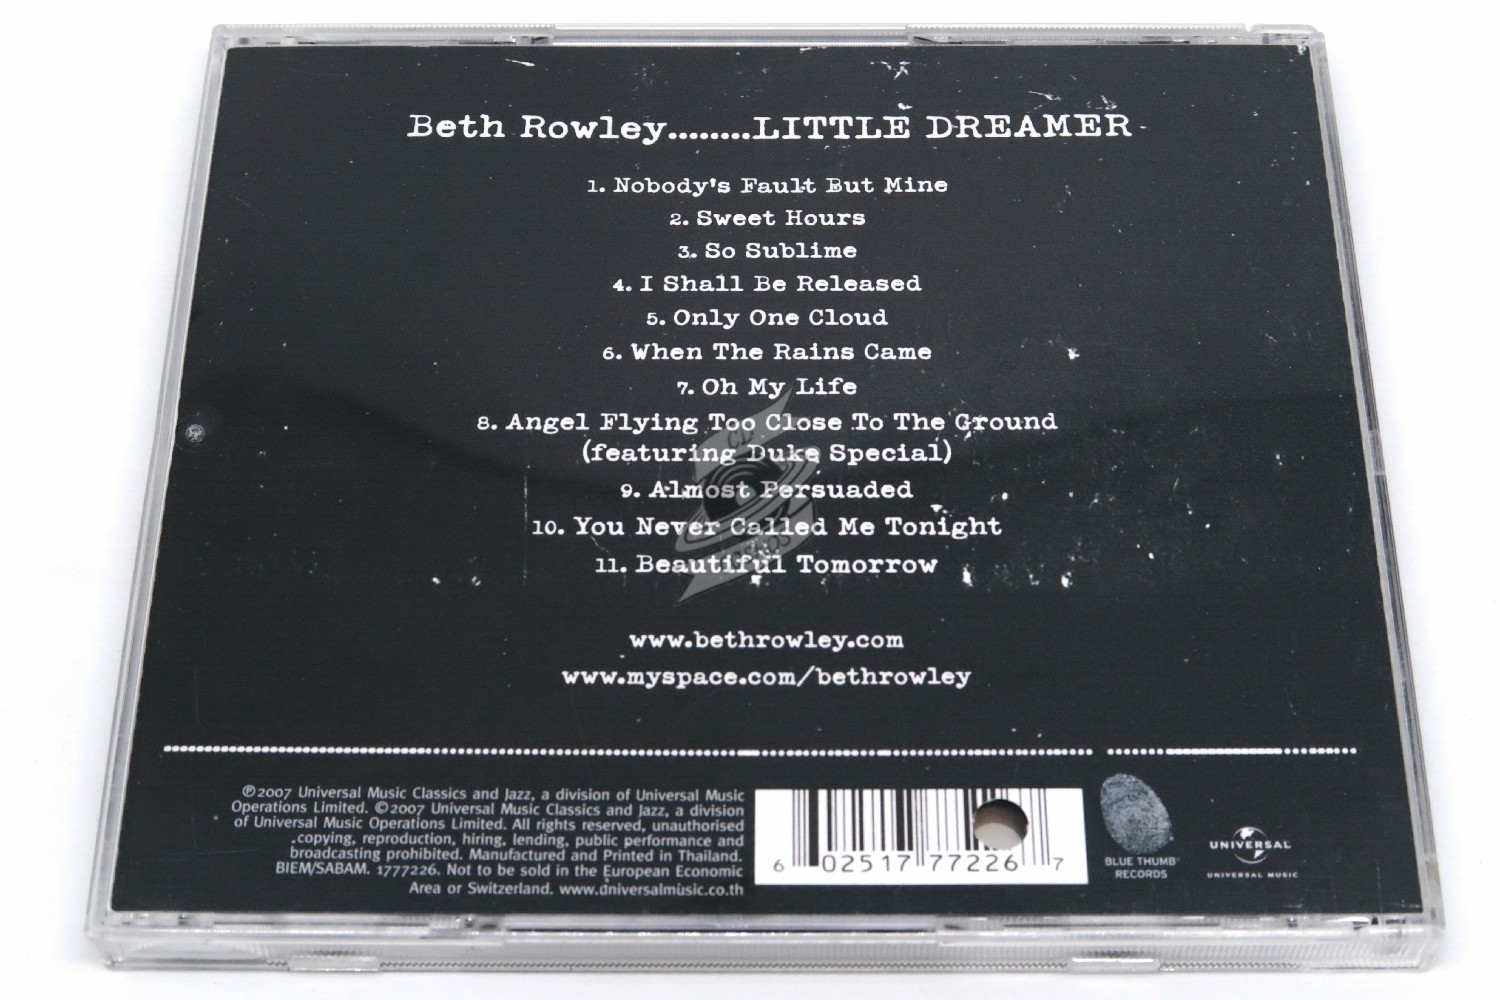 Beth Rowley........LITTLE DREAMER
1. Nobody's Fault But Mine
2. Sweet Hours
3. So Sublime
4. I Shall Be Released
5. Only One Cloud
6. When The Rains Came
7. Oh My Life
8. Angel Flying Too Close To The Ground
(featuring Duke Special)
9. Almost Persuaded
10. You Never Called Me Tonight
11. Beautiful Tomorrow
www.bethrowley.com
www.myspace.com/bethrowley
℗2007 Universal Music Classics and Jazz, a division of Universal Music
Operations Limited. ©2007 Universal Music Classics and Jazz, a division
of Universal Music Operations Limited. All rights reserved, unauthorised
copying, reproduction, hiring, lending, public performance and
broadcasting prohibited. Manufactured and Printed in Thailand.
BIEM/SABAM. 1777226. Not to be sold in the European Economic
Area or Switzerland. www.universalmusic.co.th
6 02517 77226 7
BLUE THUMB
RECORDS
UNIVERSAL
UNIVERSAL MUSIC
CD